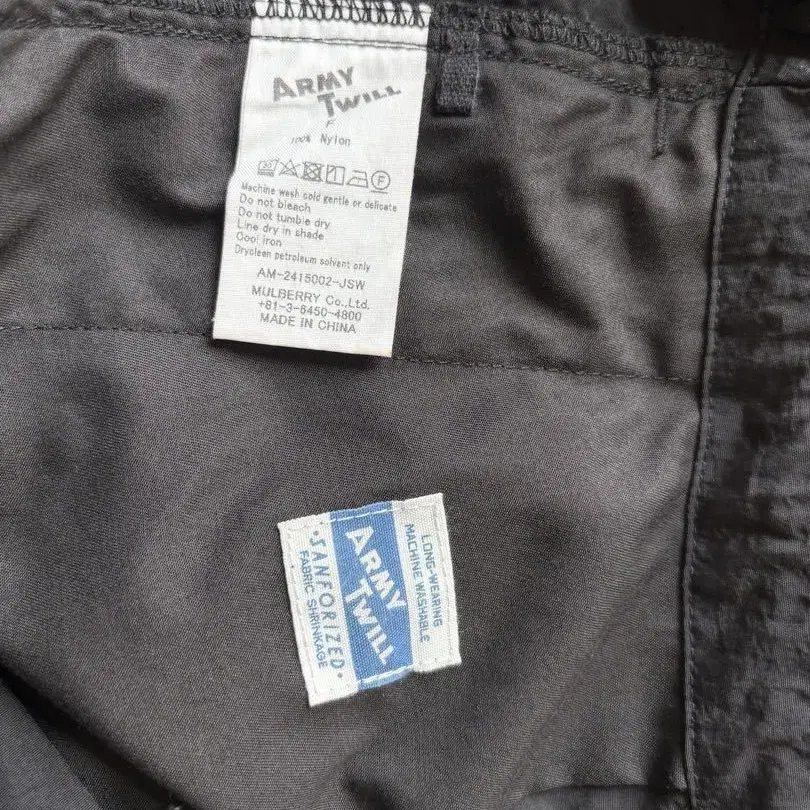 ARMY
TWILL
F
100% Nylon
F
Machine wash cold gentle or delicate
Do not bleach
Do not tumble dry
Line dry in shade
Cool iron
Dryclean petroleum solvent only
AM-2415002-JSW
MULBERRY Co.,Ltd.
+81-3-6450-4800
MADE IN CHINA
LONG-WEARING
MACHINE WASHABLE
ARMY
TWILL
·SANFORIZED·
FABRIC SHRINKAGE